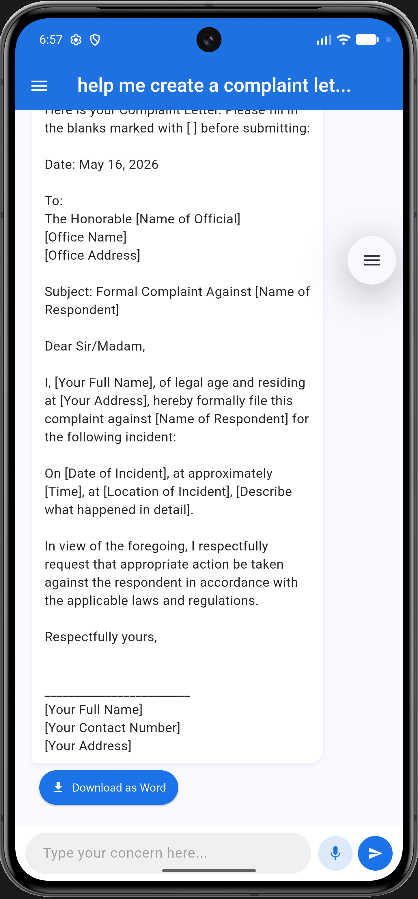 6:57
help me create a complaint let...
Here is your Complaint Letter. Please fill in
the blanks marked with [ ] before submitting:
Date: May 16, 2026
To:
The Honorable [Name of Official]
[Office Name]
[Office Address]
Subject: Formal Complaint Against [Name of
Respondent]
Dear Sir/Madam,
I, [Your Full Name], of legal age and residing
at [Your Address], hereby formally file this
complaint against [Name of Respondent] for
the following incident:
On [Date of Incident], at approximately
[Time], at [Location of Incident], [Describe
what happened in detail].
In view of the foregoing, I respectfully
request that appropriate action be taken
against the respondent in accordance with
the applicable laws and regulations.
Respectfully yours,
________________________
[Your Full Name]
[Your Contact Number]
[Your Address]
Download as Word
Type your concern here...